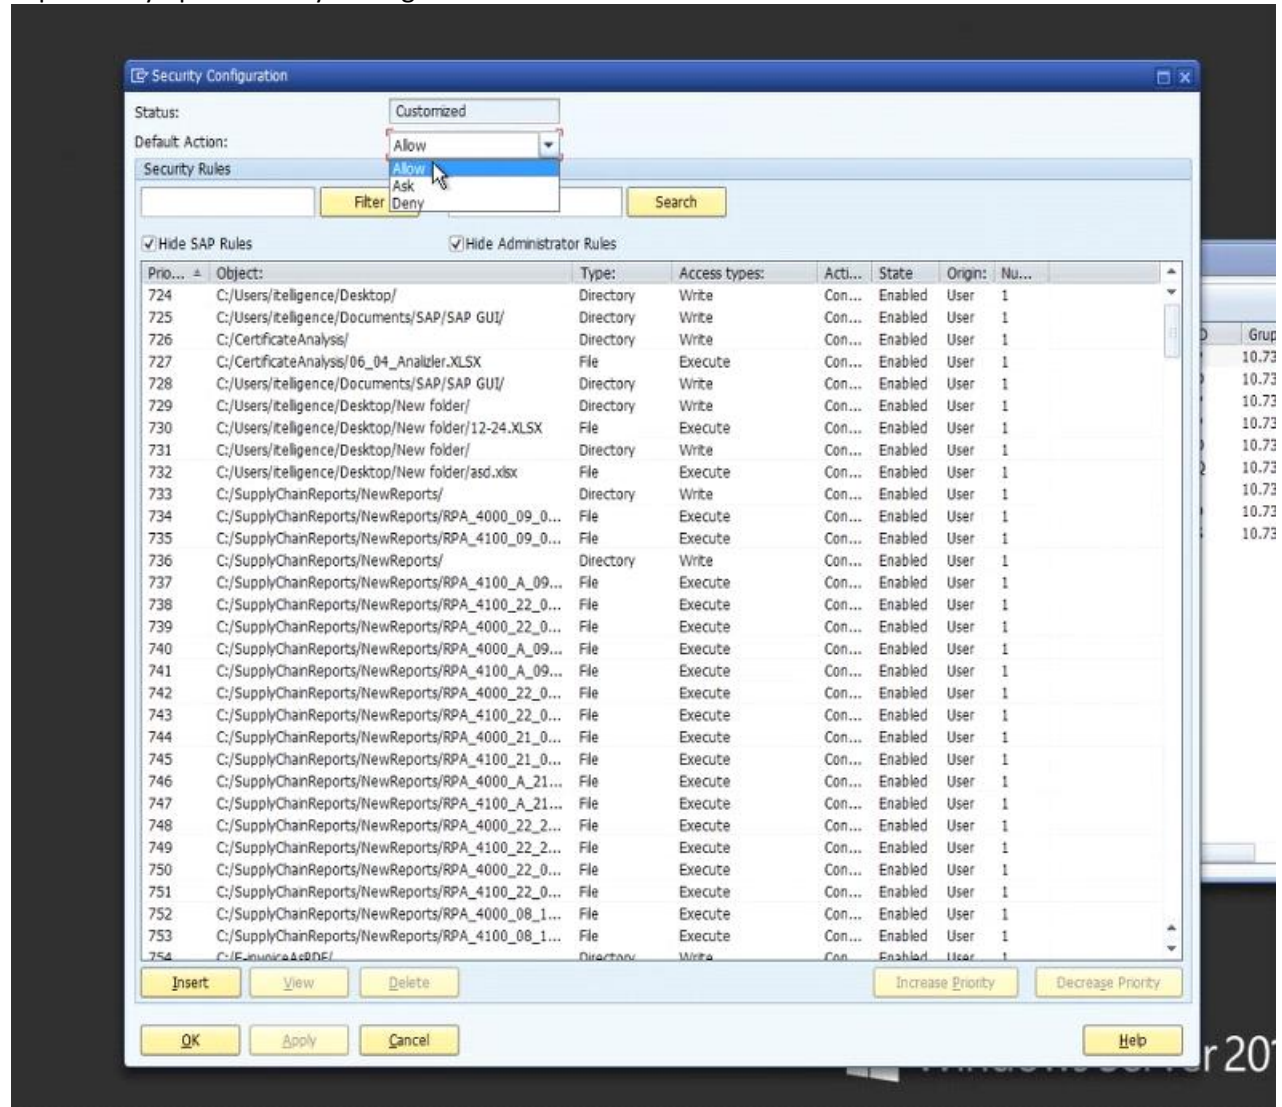 Security Configuration
Status: Customized
Default Action: Allow
Security Rules Allow
Ask
Filter Deny Search
Hide SAP Rules Hide Administrator Rules
Prio... Object: Type: Access types: Acti... State Origin: Nu...
724 C:/Users/itelligence/Desktop/ Directory Write Con... Enabled User 1
725 C:/Users/itelligence/Documents/SAP/SAP GUI/ Directory Write Con... Enabled User 1
726 C:/CertificateAnalysis/ Directory Write Con... Enabled User 1
727 C:/CertificateAnalysis/06_04_Analizler.XLSX File Execute Con... Enabled User 1
728 C:/Users/itelligence/Documents/SAP/SAP GUI/ Directory Write Con... Enabled User 1
729 C:/Users/itelligence/Desktop/New folder/ Directory Write Con... Enabled User 1
730 C:/Users/itelligence/Desktop/New folder/12-24.XLSX File Execute Con... Enabled User 1
731 C:/Users/itelligence/Desktop/New folder/ Directory Write Con... Enabled User 1
732 C:/Users/itelligence/Desktop/New folder/asd.xlsx File Execute Con... Enabled User 1
733 C:/SupplyChainReports/NewReports/ Directory Write Con... Enabled User 1
734 C:/SupplyChainReports/NewReports/RPA_4000_09_0... File Execute Con... Enabled User 1
735 C:/SupplyChainReports/NewReports/RPA_4100_09_0... File Execute Con... Enabled User 1
736 C:/SupplyChainReports/NewReports/ Directory Write Con... Enabled User 1
737 C:/SupplyChainReports/NewReports/RPA_4100_A_09... File Execute Con... Enabled User 1
738 C:/SupplyChainReports/NewReports/RPA_4100_22_0... File Execute Con... Enabled User 1
739 C:/SupplyChainReports/NewReports/RPA_4000_22_0... File Execute Con... Enabled User 1
740 C:/SupplyChainReports/NewReports/RPA_4000_A_09... File Execute Con... Enabled User 1
741 C:/SupplyChainReports/NewReports/RPA_4100_A_09... File Execute Con... Enabled User 1
742 C:/SupplyChainReports/NewReports/RPA_4000_22_0... File Execute Con... Enabled User 1
743 C:/SupplyChainReports/NewReports/RPA_4100_22_0... File Execute Con... Enabled User 1
744 C:/SupplyChainReports/NewReports/RPA_4000_21_0... File Execute Con... Enabled User 1
745 C:/SupplyChainReports/NewReports/RPA_4100_21_0... File Execute Con... Enabled User 1
746 C:/SupplyChainReports/NewReports/RPA_4000_A_21... File Execute Con... Enabled User 1
747 C:/SupplyChainReports/NewReports/RPA_4100_A_21... File Execute Con... Enabled User 1
748 C:/SupplyChainReports/NewReports/RPA_4000_22_2... File Execute Con... Enabled User 1
749 C:/SupplyChainReports/NewReports/RPA_4100_22_2... File Execute Con... Enabled User 1
750 C:/SupplyChainReports/NewReports/RPA_4000_22_0... File Execute Con... Enabled User 1
751 C:/SupplyChainReports/NewReports/RPA_4100_22_0... File Execute Con... Enabled User 1
752 C:/SupplyChainReports/NewReports/RPA_4000_08_1... File Execute Con... Enabled User 1
753 C:/SupplyChainReports/NewReports/RPA_4100_08_1... File Execute Con... Enabled User 1
754 C:/E-invoiceAsPDF/ Directory Write Con... Enabled User 1
Insert View Delete Increase Priority Decrease Priority
OK Apply Cancel Help
Grup
10.73
10.73
10.73
10.73
10.73
10.73
10.73
10.73
10.73
r 201